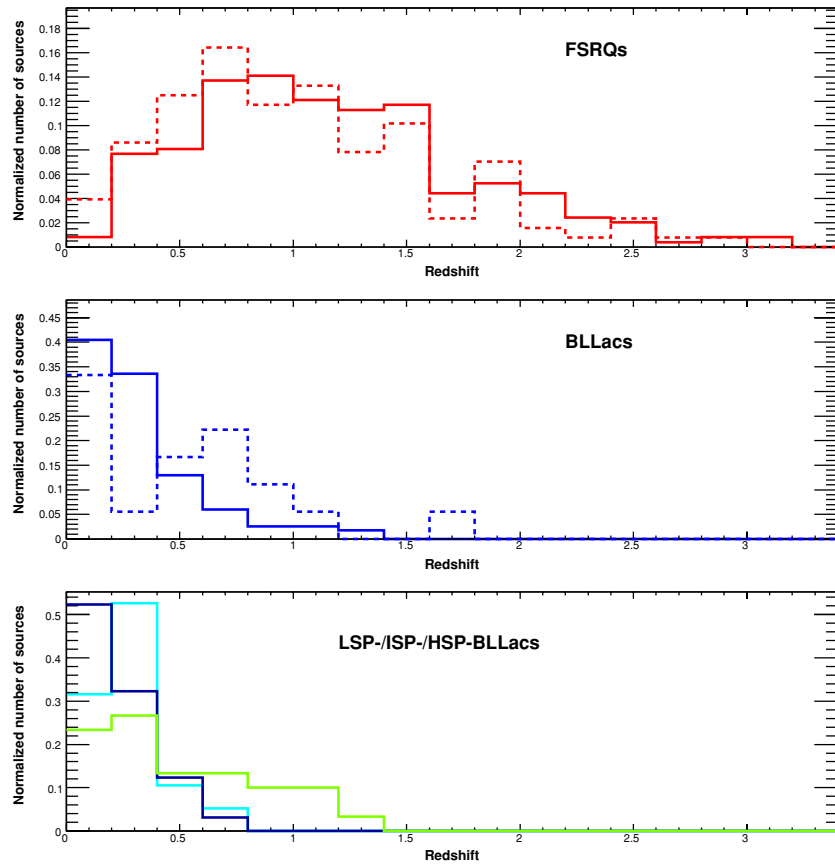 Normalized number of sources
0.18
0.16
0.14
0.12
0.1
0.08
0.06
0.04
0.02
0
FSRQs
0 0.5 1 1.5 2 2.5 3
Redshift
Normalized number of sources
0.45
0.4
0.35
0.3
0.25
0.2
0.15
0.1
0.05
0
BLLacs
0 0.5 1 1.5 2 2.5 3
Redshift
Normalized number of sources
0.5
0.4
0.3
0.2
0.1
0
LSP-/ISP-/HSP-BLLacs
0 0.5 1 1.5 2 2.5 3
Redshift